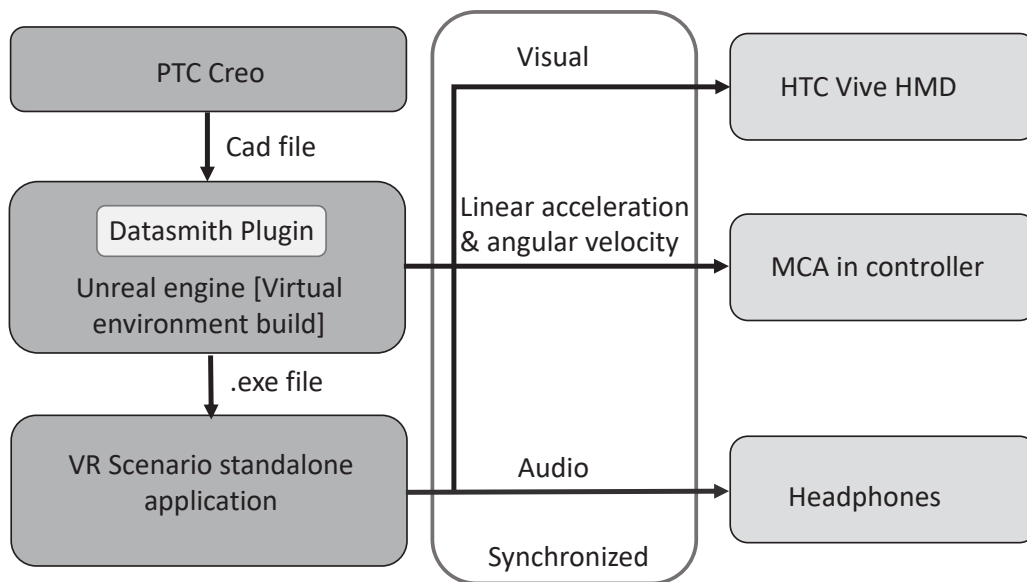 PTC Creo
Cad file
Datasmith Plugin
Unreal engine [Virtual
environment build]
.exe file
VR Scenario standalone
application
Visual
Linear acceleration
& angular velocity
Audio
Synchronized
HTC Vive HMD
MCA in controller
Headphones